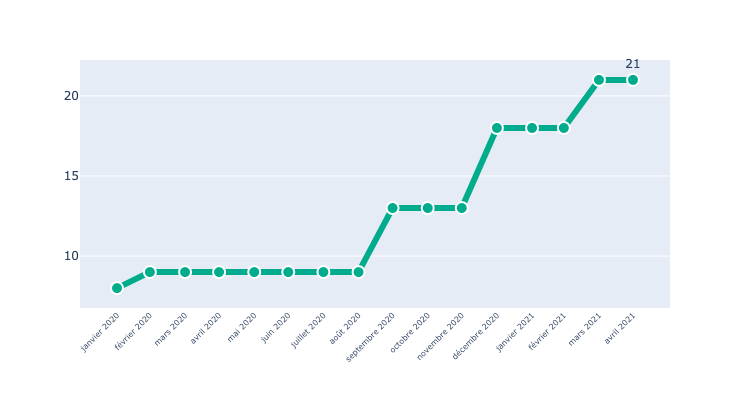 21
20
15
10
janvier 2020
février 2020
mars 2020
avril 2020
mai 2020
juin 2020
juillet 2020
août 2020
septembre 2020
octobre 2020
novembre 2020
décembre 2020
janvier 2021
février 2021
mars 2021
avril 2021